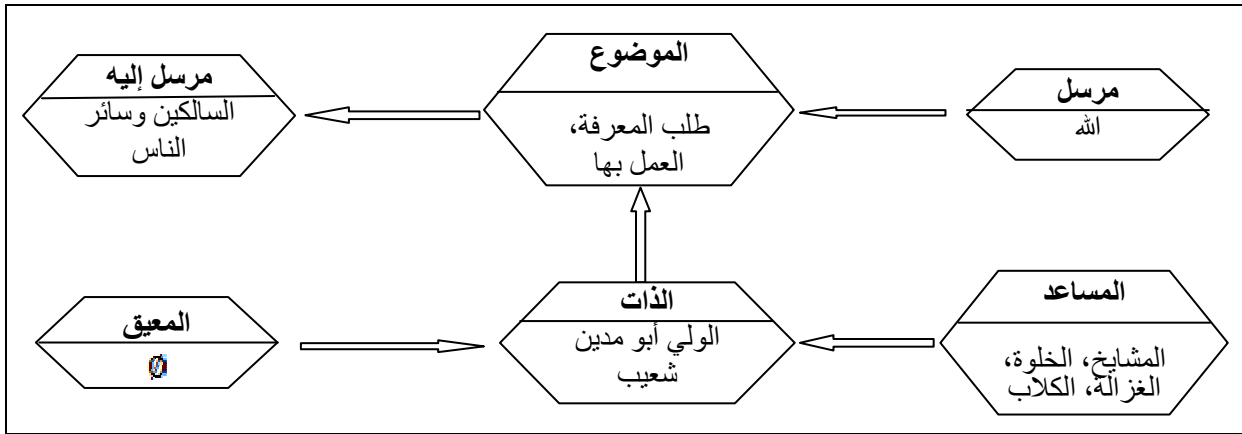 مرسل
الله
الموضوع
طلب المعرفة،
العمل بها
مرسل إليه
السالكين وسائر
الناس
المساعد
المشايخ، الخلوة،
الغزالة، الكلاب
الذات
الولي أبو مدين
شعيب
المعيق
Ø